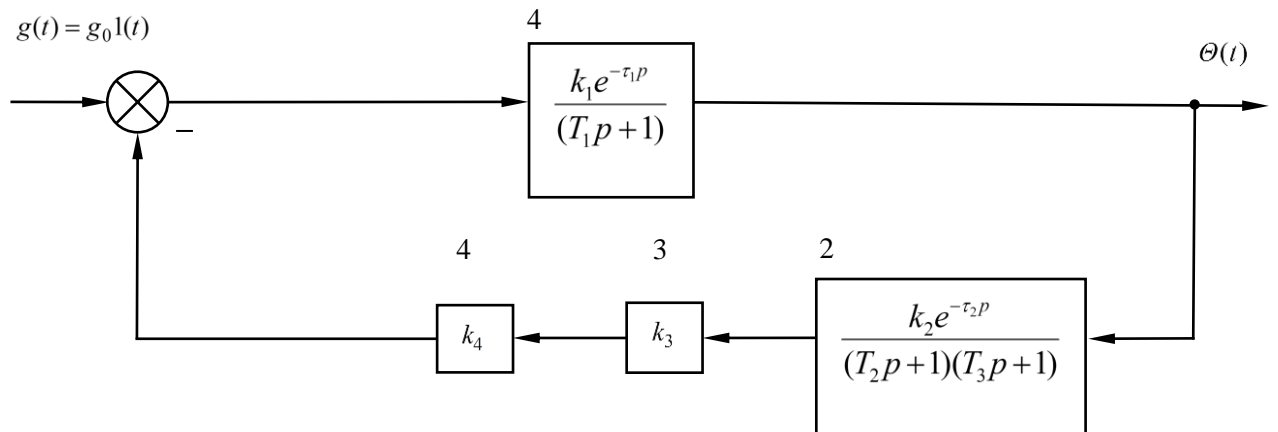 g(t) = g₀1(t)
4
Θ(t)
k₁e^{-τ₁p}
(T₁p+1)
–
4
3
2
k₄
k₃
k₂e^{-τ₂p}
(T₂p+1)(T₃p+1)